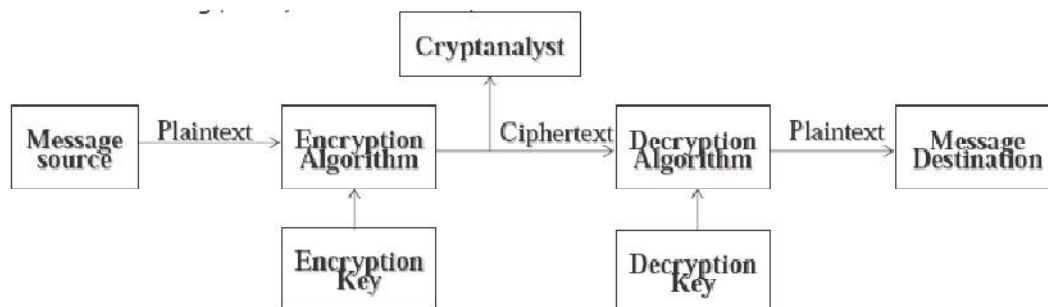 Cryptanalyst
Message
source
Plaintext
Encryption
Algorithm
Ciphertext
Decryption
Algorithm
Plaintext
Message
Destination
Encryption
Key
Decryption
Key